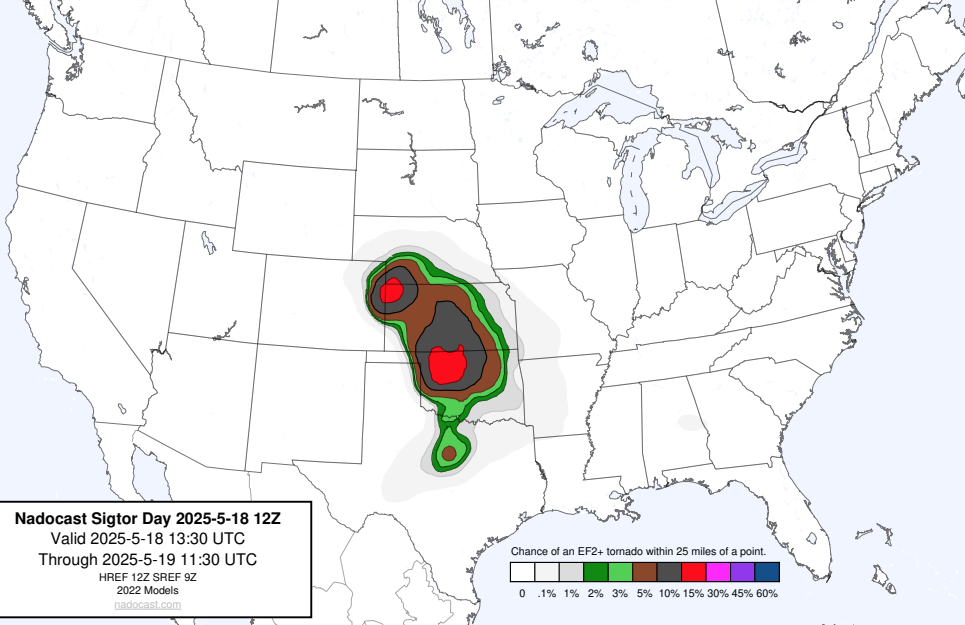 Nadocast Sigtor Day 2025-5-18 12Z
Valid 2025-5-18 13:30 UTC
Through 2025-5-19 11:30 UTC
HREF 12Z SREF 9Z
2022 Models
nadocast.com
Chance of an EF2+ tornado within 25 miles of a point.
0 .1% 1% 2% 3% 5% 10% 15% 30% 45% 60%